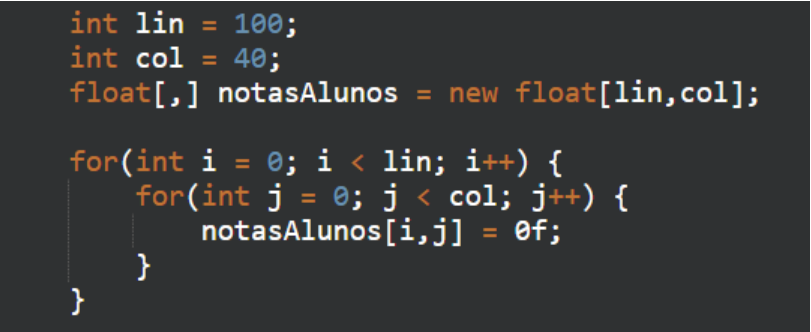 int lin = 100;
int col = 40;
float[,] notasAlunos = new float[lin,col];
for(int i = 0; i < lin; i++) {
for(int j = 0; j < col; j++) {
notasAlunos[i,j] = 0f;
}
}